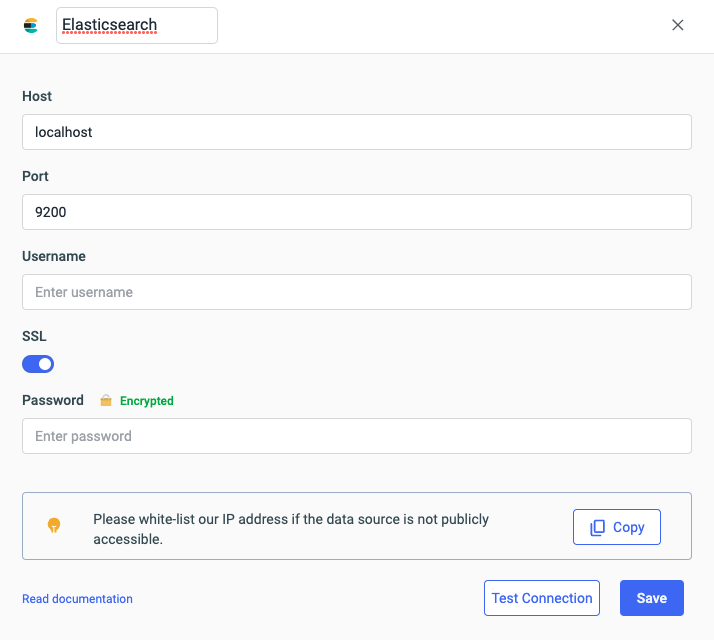 Elasticsearch
Host
localhost
Port
9200
Username
Enter username
SSL
Password Encrypted
Enter password
Please white-list our IP address if the data source is not publicly
accessible.
Copy
Read documentation
Test Connection
Save